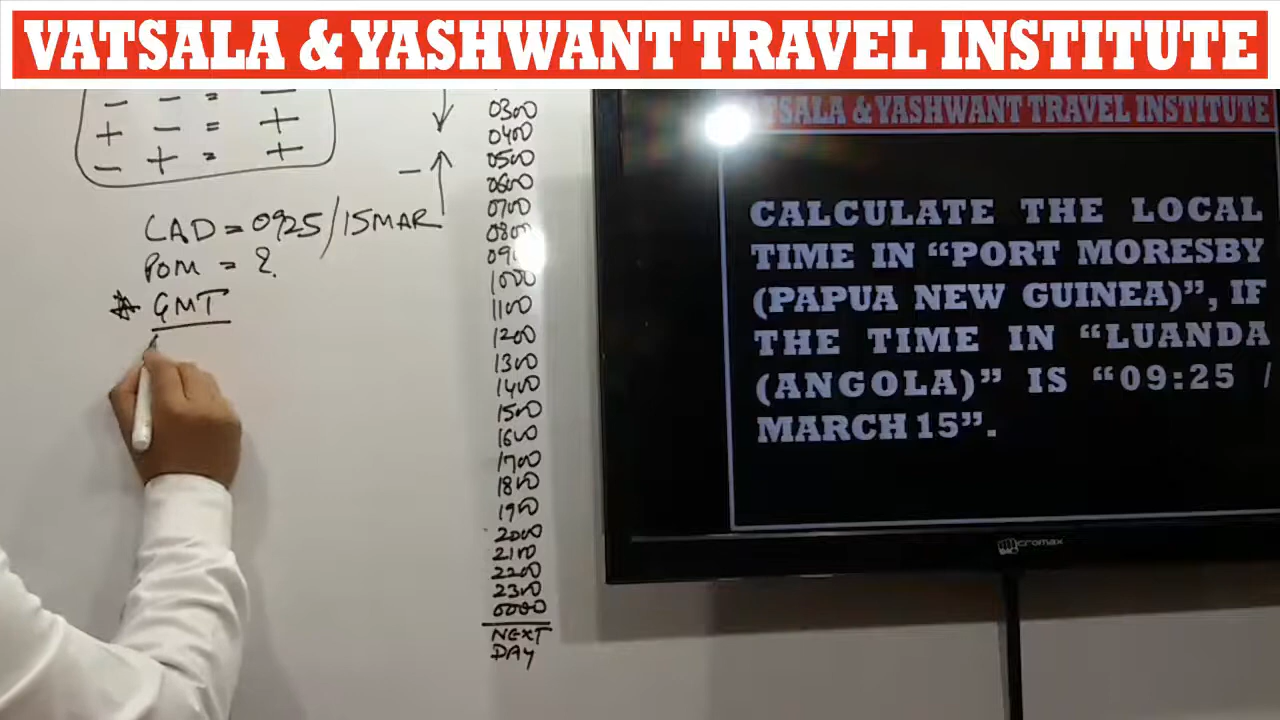 VATSALA & YASHWANT TRAVEL INSTITUTE
- - = -
+ - = +
- + = +
-
CAD = 0925/15MAR
POM = ?
* GMT
0300
0400
0500
0600
0700
0800
1000
1100
1200
1300
1400
1500
1600
1700
1800
1900
2000
2100
2200
2300
0000
NEXT
DAY
VATSALA & YASHWANT TRAVEL INSTITUTE
CALCULATE THE LOCAL
TIME IN “PORT MORESBY
(PAPUA NEW GUINEA)”, IF
THE TIME IN “LUANDA
(ANGOLA)” IS “09:25 /
MARCH 15”.
micromax